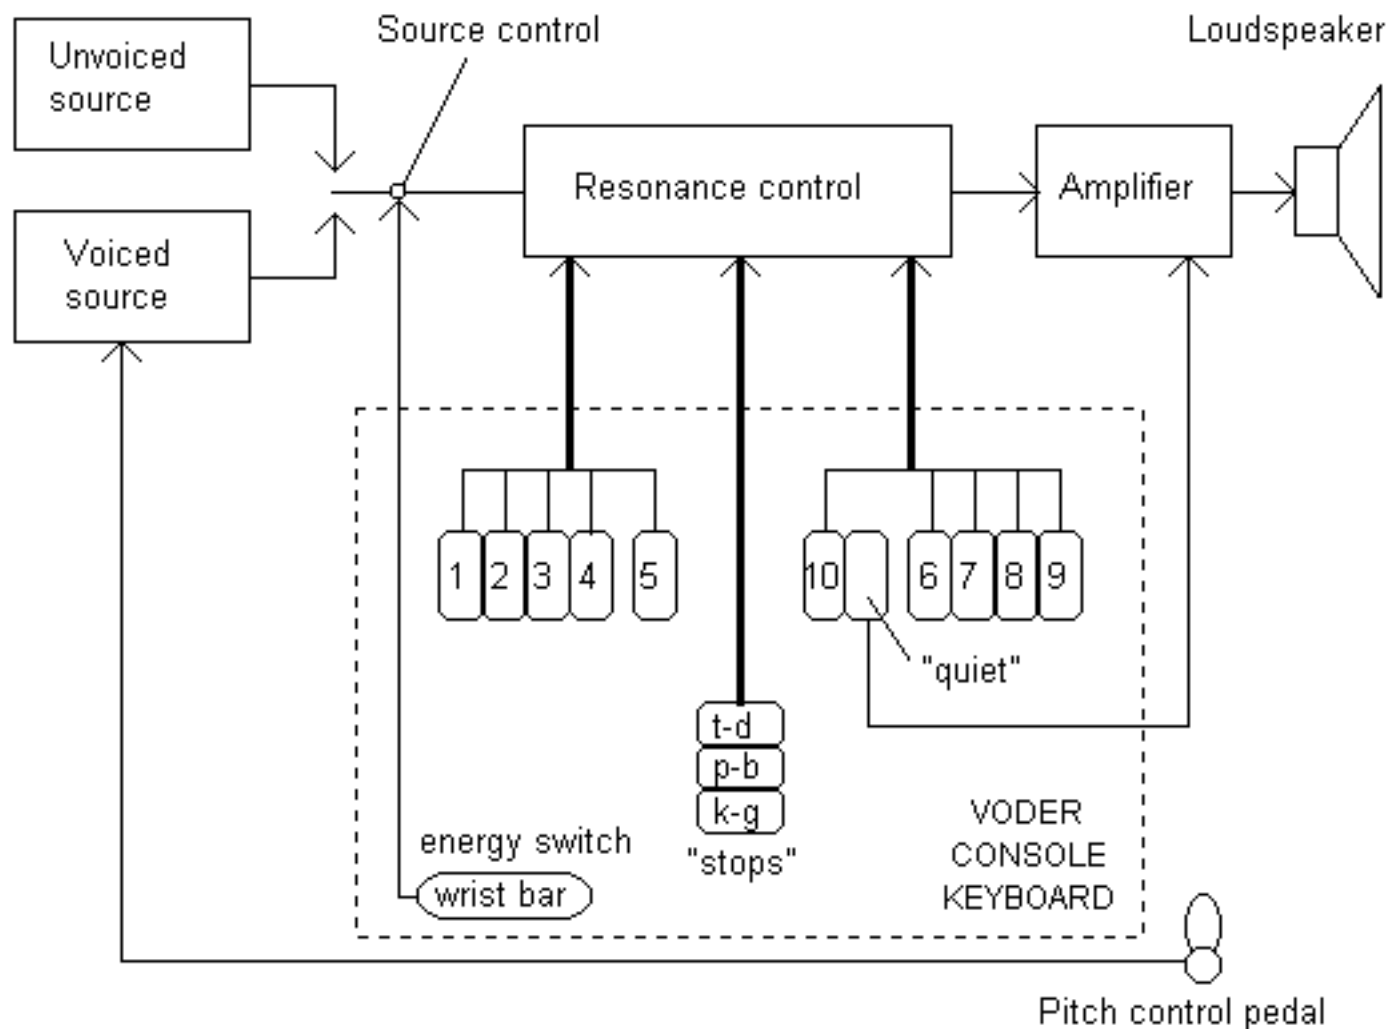 Source control
Loudspeaker
Unvoiced
source
Resonance control
Amplifier
Voiced
source
1 2 3 4 5
10 6 7 8 9
"quiet"
t-d
p-b
k-g
"stops"
VODER
CONSOLE
KEYBOARD
energy switch
wrist bar
Pitch control pedal